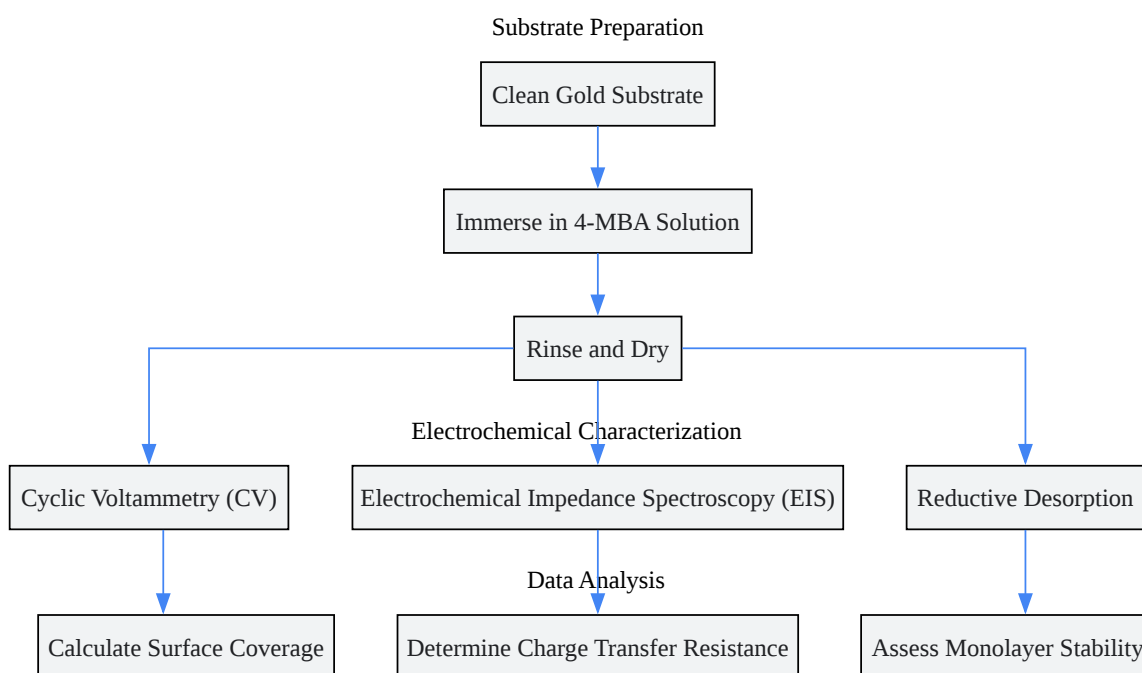 Substrate Preparation
Clean Gold Substrate
Immerse in 4-MBA Solution
Rinse and Dry
Electrochemical Characterization
Cyclic Voltammetry (CV)
Electrochemical Impedance Spectroscopy (EIS)
Reductive Desorption
Data Analysis
Calculate Surface Coverage
Determine Charge Transfer Resistance
Assess Monolayer Stability